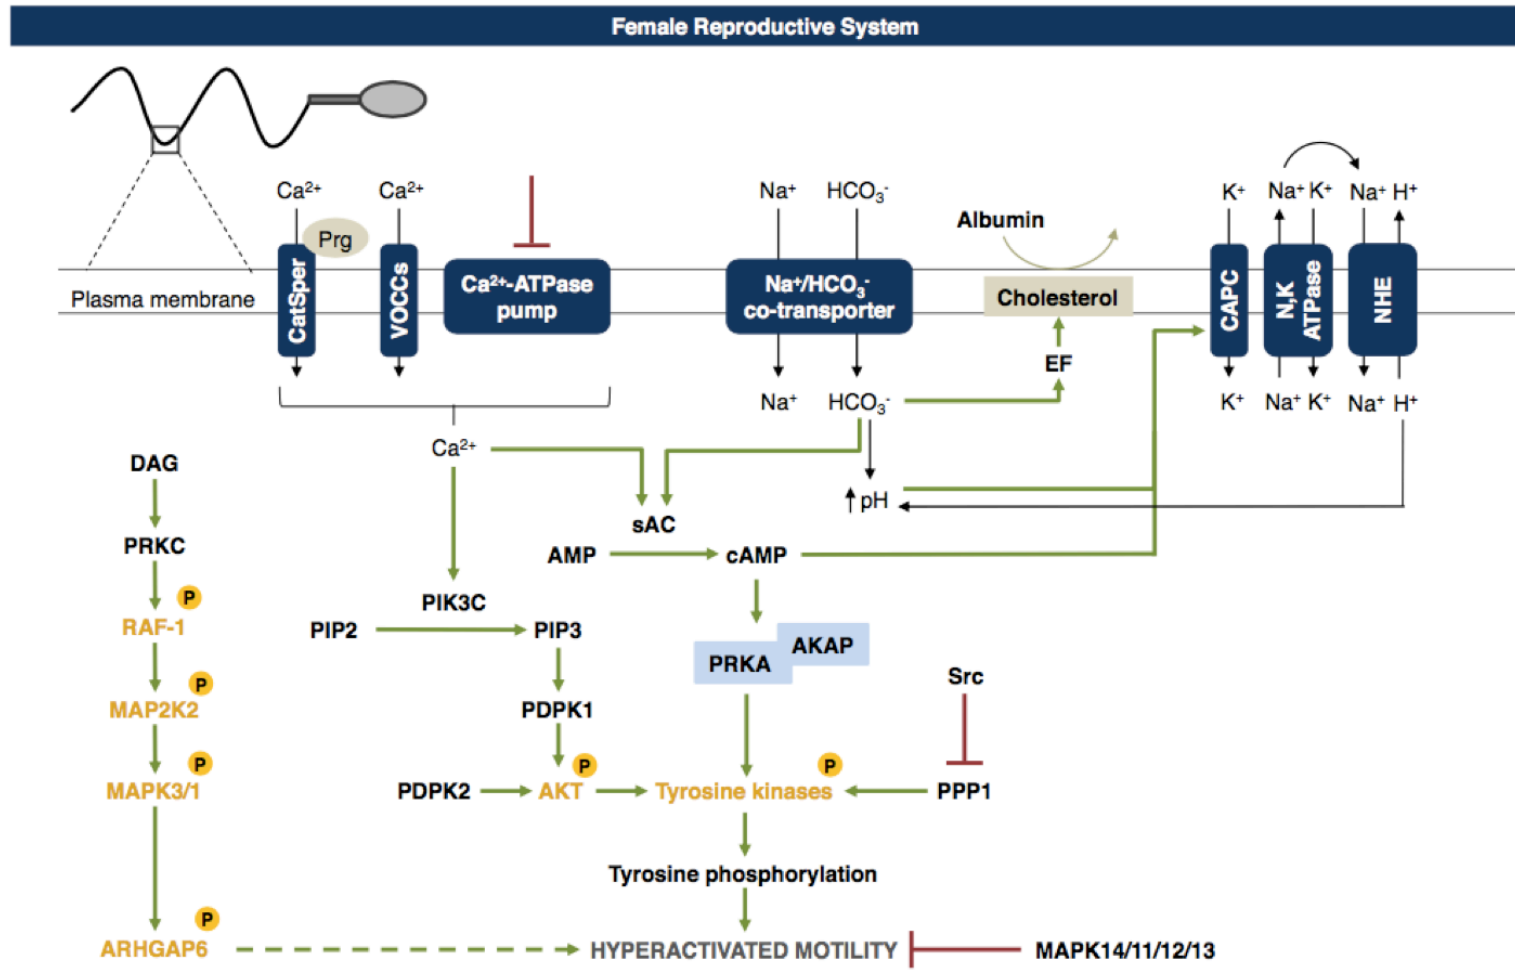 Female Reproductive System
Ca²⁺ Ca²⁺ Na⁺ HCO₃⁻ K⁺ Na⁺ K⁺ Na⁺ H⁺
Prg
Albumin
Plasma membrane
CatSper
VOCCs
Ca²⁺-ATPase
pump
Na⁺/HCO₃⁻
co-transporter
Cholesterol
CAPC
N,K
ATPase
NHE
EF
Na⁺ HCO₃⁻ K⁺ Na⁺ K⁺ Na⁺ H⁺
Ca²⁺
DAG
pH
sAC
PRKC
AMP cAMP
P
PIK3C
RAF-1
PIP2 PIP3
AKAP
PRKA
Src
P
MAP2K2
PDPK1
P
P
P
MAPK3/1
PDPK2 AKT Tyrosine kinases PPP1
Tyrosine phosphorylation
P
ARHGAP6 HYPERACTIVATED MOTILITY MAPK14/11/12/13